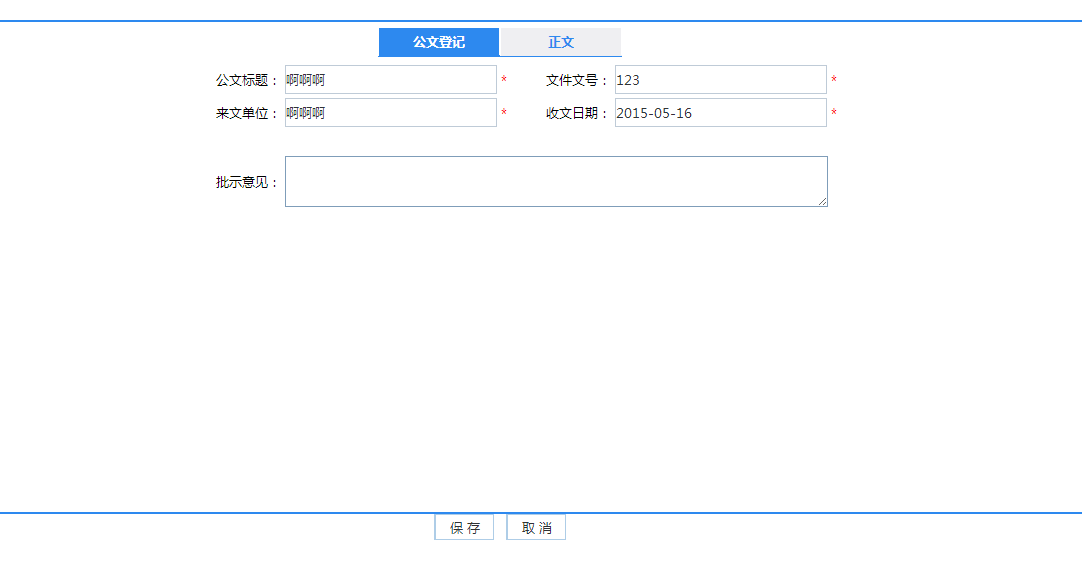 公文登记 正文
公文标题： 啊啊啊 * 文件文号： 123 *
来文单位： 啊啊啊 * 收文日期： 2015-05-16 *
批示意见：
保 存 取 消